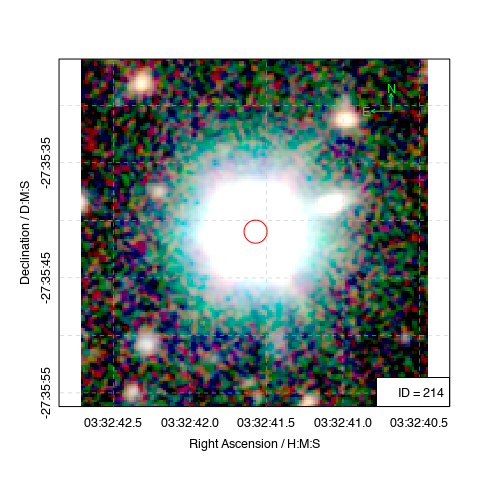 N
E
-27:35:35
-27:35:45
-27:35:55
Declination / D:M:S
ID = 214
03:32:42.5 03:32:42.0 03:32:41.5 03:32:41.0 03:32:40.5
Right Ascension / H:M:S